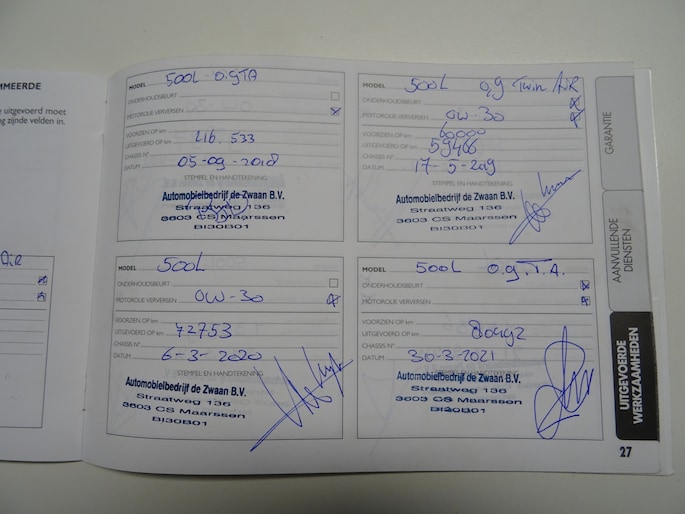 MMEERDE
uitgevoerd moet
ng zijnde velden in.
AIR
MODEL 500L 0.9TA
ONDERHOUDSBEURT
MOTOROLIE VERVERSEN
VOORZIEN OP km
UITGEVOERD OP km 533
CHASSIS N°
DATUM 05-09-2018
STEMPEL EN HANDTEKENING
Automobielbedrijf de Zwaan B.V.
Straatweg 136
3603 CS Maarssen
BI30B01
MODEL 500L 0,9 Twin AiR
ONDERHOUDSBEURT
MOTOROLIE VERVERSEN OW-30
VOORZIEN OP km 60000
UITGEVOERD OP km 59466
CHASSIS N°
DATUM 17-5-2019
STEMPEL EN HANDTEKENING
Automobielbedrijf de Zwaan B.V.
Straatweg 136
3603 CS Maarssen
BI30B01
MODEL 500L
ONDERHOUDSBEURT
MOTOROLIE VERVERSEN OW-30
VOORZIEN OP km
UITGEVOERD OP km 72753
CHASSIS N°
DATUM 6-3-2020
STEMPEL EN HANDTEKENING
Automobielbedrijf de Zwaan B.V.
Straatweg 136
3603 CS Maarssen
BI30B01
MODEL 500L 0.9.T.A.
ONDERHOUDSBEURT
MOTOROLIE VERVERSEN
VOORZIEN OP km
UITGEVOERD OP km
CHASSIS N°
DATUM 30-3-2021
STEMPEL EN HANDTEKENING
Automobielbedrijf de Zwaan B.V.
Straatweg 136
3603 CS Maarssen
BI30B01
GARANTIE
AANVULLENDE
DIENSTEN
UITGEVOERDE
WERKZAAMHEDEN
27